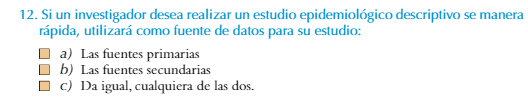 12. Si un investigador desea realizar un estudio epidemiológico descriptivo se manera
rápida, utilizará como fuente de datos para su estudio:
a) Las fuentes primarias
b) Las fuentes secundarias
c) Da igual, cualquiera de las dos.